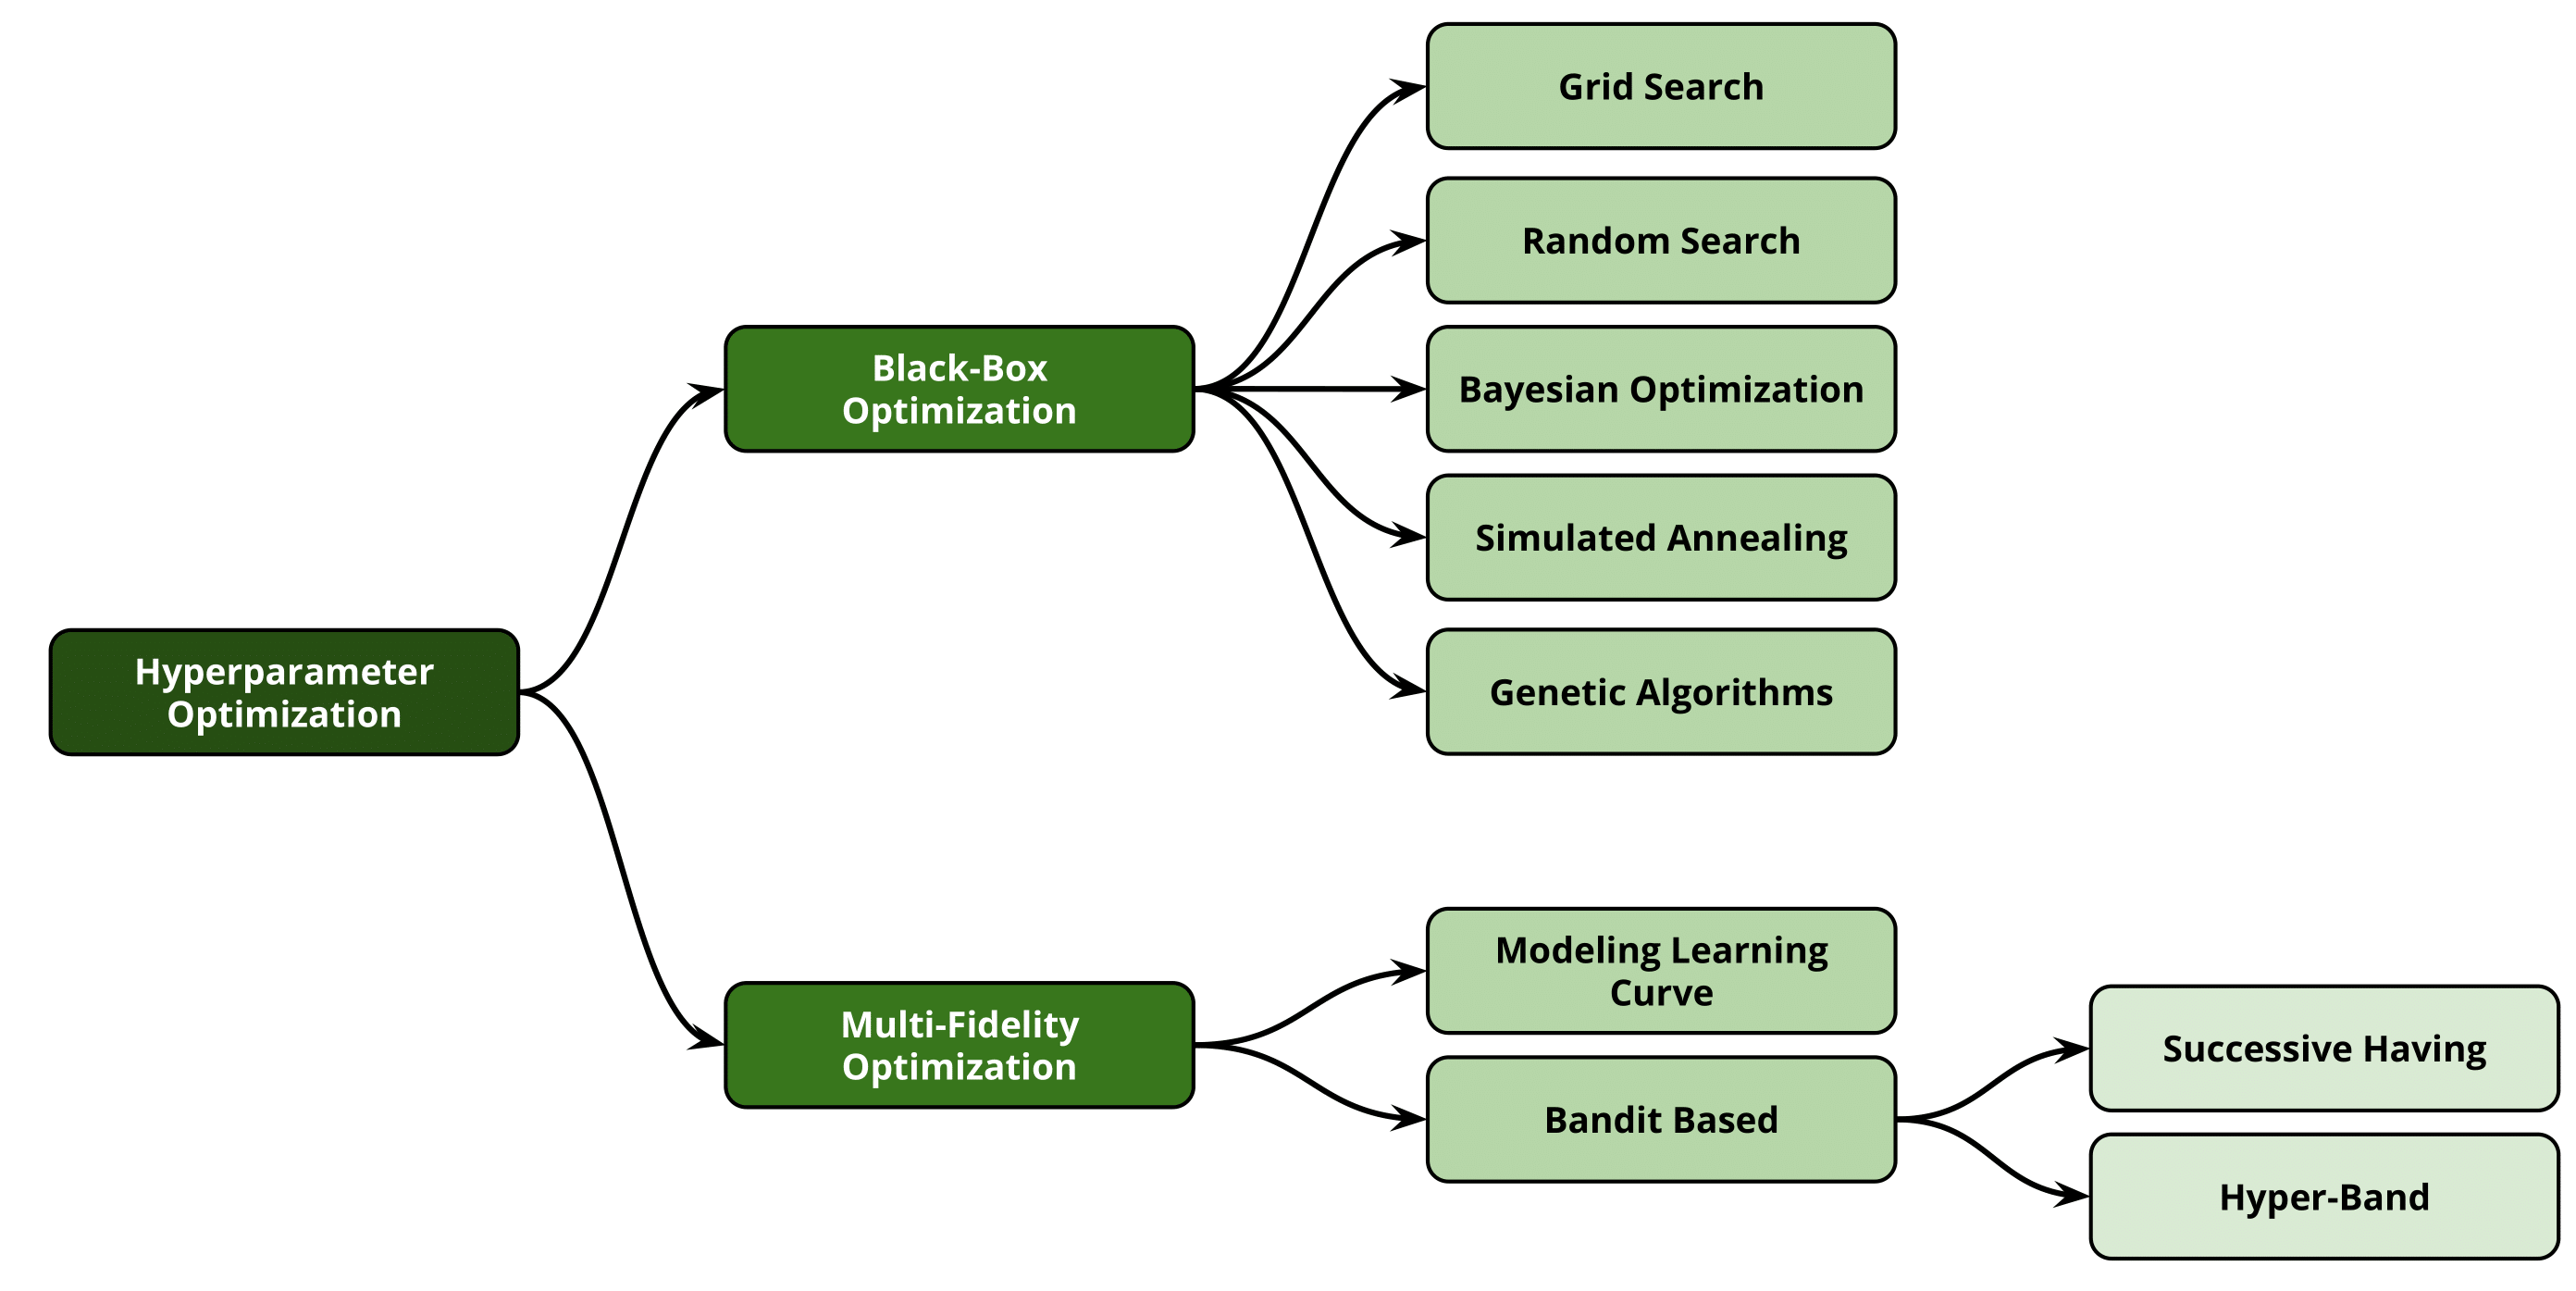 Grid Search
Random Search
Black-Box
Optimization
Bayesian Optimization
Simulated Annealing
Hyperparameter
Optimization
Genetic Algorithms
Modeling Learning
Curve
Multi-Fidelity
Optimization
Successive Having
Bandit Based
Hyper-Band